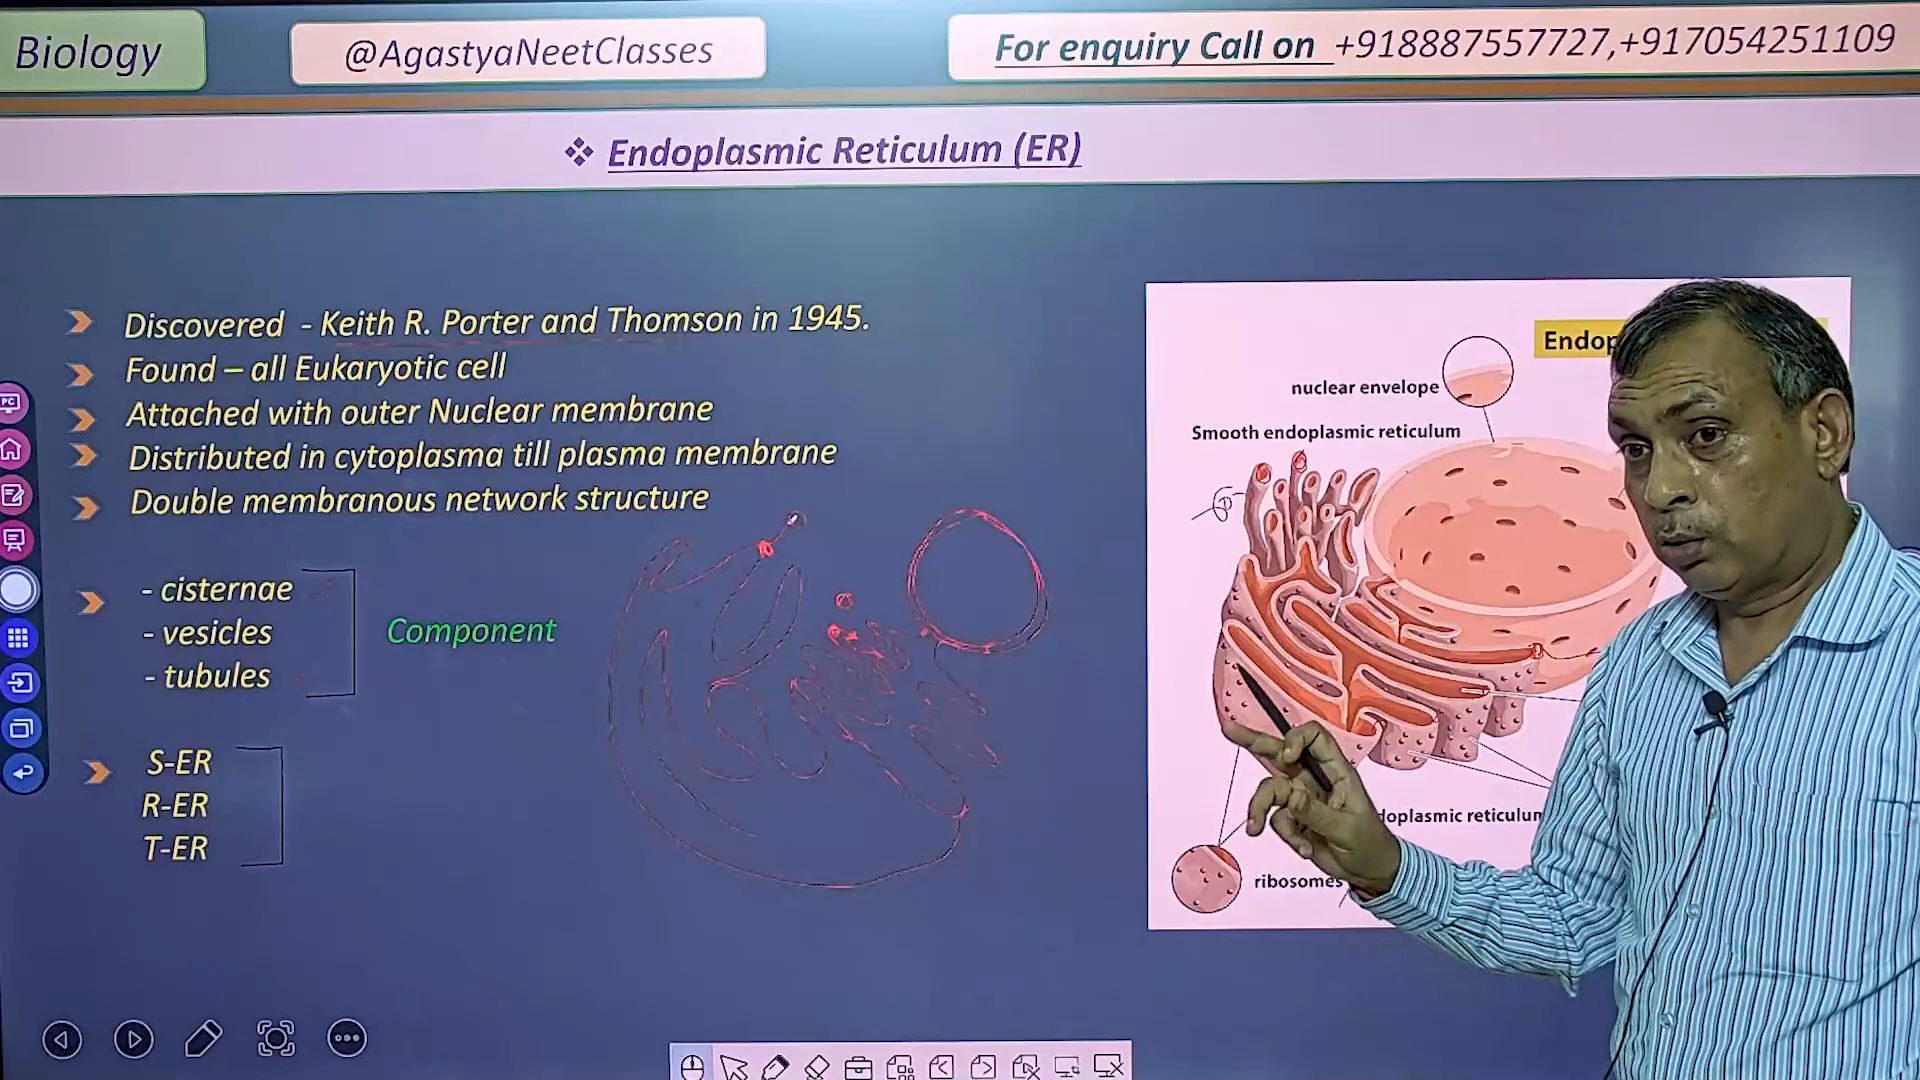 Biology
@AgastyaNeetClasses
For enquiry Call on +918887557727,+917054251109
❖ Endoplasmic Reticulum (ER)
Discovered - Keith R. Porter and Thomson in 1945.
Found – all Eukaryotic cell
Attached with outer Nuclear membrane
Distributed in cytoplasma till plasma membrane
Double membranous network structure
- cisternae
- vesicles
- tubules
Component
S-ER
R-ER
T-ER
nuclear envelope
Smooth endoplasmic reticulum
reticulum
ribosomes
PC